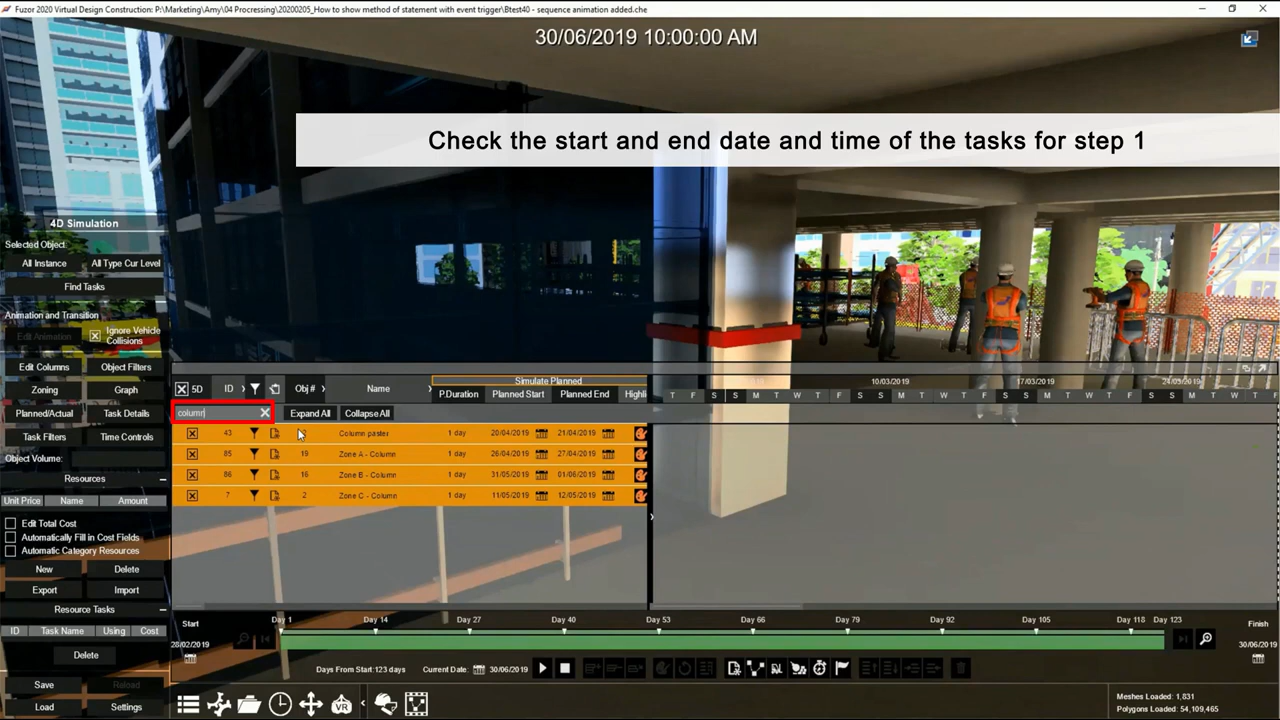 Fuzor 2020 Virtual Design Construction: P:\Marketing\Amy\04 Procressing\20200205_How to show method of statement with event trigger\Btest40 - sequence animation added.che
30/06/2019 10:00:00 AM
Check the start and end date and time of the tasks for step 1
4D Simulation
Selected Object:
All Instance All Type Cur Level
Find Tasks
Animation and Transition
Edit Animation Ignore Vehicle Collisions
Edit Columns Object Filters
Zoning Graph
Planned/Actual Task Details
Task Filters Time Controls
Object Volume:
Resources
Unit Price Name Amount
Edit Total Cost
Automatically Fill in Cost Fields
Automatic Category Resources
New Delete
Export Import
Resource Tasks
ID Task Name Using Cost
Delete
Save Reload
Load Settings
5D ID Obj # Name Simulate Planned
P.Duration Planned Start Planned End Highli
10/03/2019 17/03/2019 24/03/2019
T F S S M T W T F S S M T W T F S S M T W T F S S M T W T F
column Expand All Collapse All
43 Column paster 1 day 20/04/2019 21/04/2019
85 19 Zone A - Column 1 day 26/04/2019 27/04/2019
86 16 Zone B - Column 1 day 31/05/2019 01/06/2019
7 2 Zone C - Column 1 day 11/05/2019 12/05/2019
Start Day 1 Day 14 Day 27 Day 40 Day 53 Day 66 Day 79 Day 92 Day 105 Day 118 Day 123 Finish
28/02/2019 30/06/2019
Days From Start:123 days Current Date: 30/06/2019
VR
Meshes Loaded: 1,831
Polygons Loaded: 54,109,465